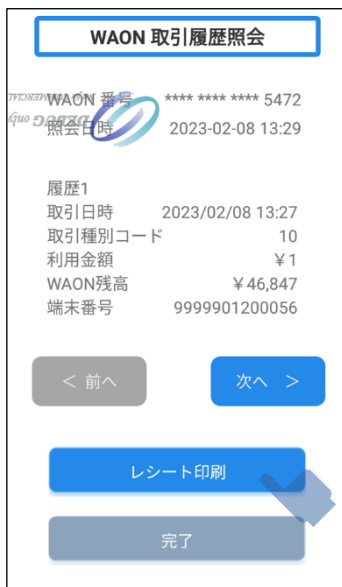 WAON 取引履歴照会
WAON 番号 **** **** **** 5472
照会日時 2023-02-08 13:29
DEBUG only
履歴1
取引日時 2023/02/08 13:27
取引種別コード 10
利用金額 ￥1
WAON残高 ￥46,847
端末番号 9999901200056
< 前へ
次へ >
レシート印刷
完了